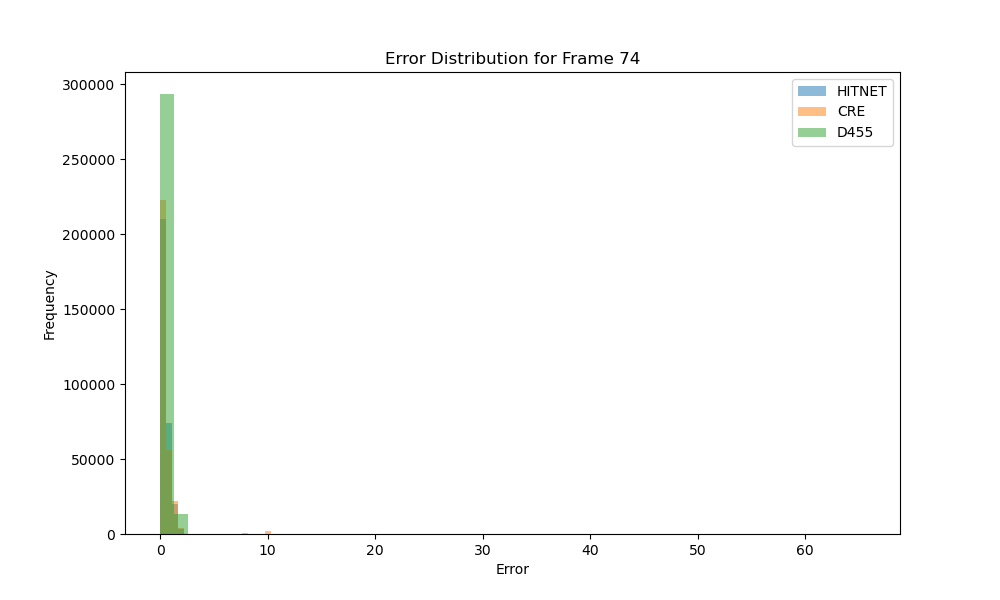 Error Distribution for Frame 74
300000
250000
200000
150000
100000
50000
0
Frequency
HITNET
CRE
D455
0 10 20 30 40 50 60
Error